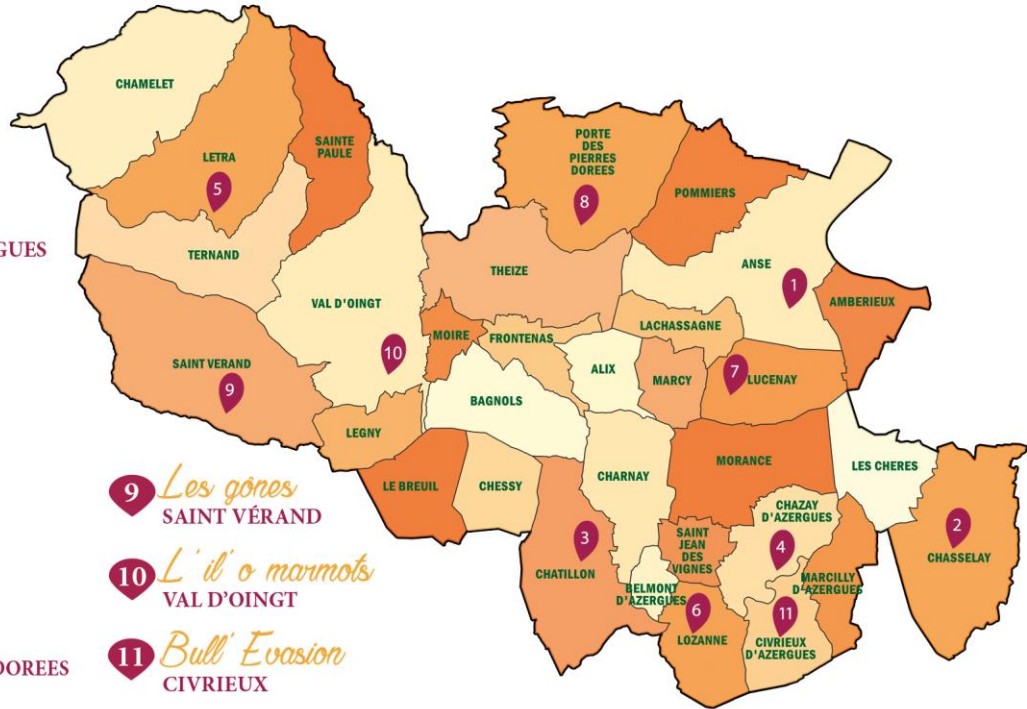 CHAMELET
LETRA
5
SAINTE
PAULE
PORTE
DES
PIERRES
DOREES
8
POMMIERS
GUES
TERNAND
THEIZE
ANSE
1
VAL D'OINGT
AMBERIEUX
10
MOIRE
FRONTENAS
LACHASSAGNE
SAINT VERAND
9
ALIX
MARCY
7
LUCENAY
BAGNOLS
LEGNY
LE BREUIL
CHESSY
CHARNAY
MORANCE
LES CHERES
9 Les gônes
SAINT VÉRAND
10 L' il' o marmots
VAL D'OINGT
DOREES
11 Bull' Evasion
CIVRIEUX
3
CHATILLON
SAINT
JEAN
DES
VIGNES
CHAZAY
D'AZERGUES
4
2
CHASSELAY
BELMONT
D'AZERGUES
MARCILLY
D'AZERGUES
6
LOZANNE
11
CIVRIEUX
D'AZERGUES